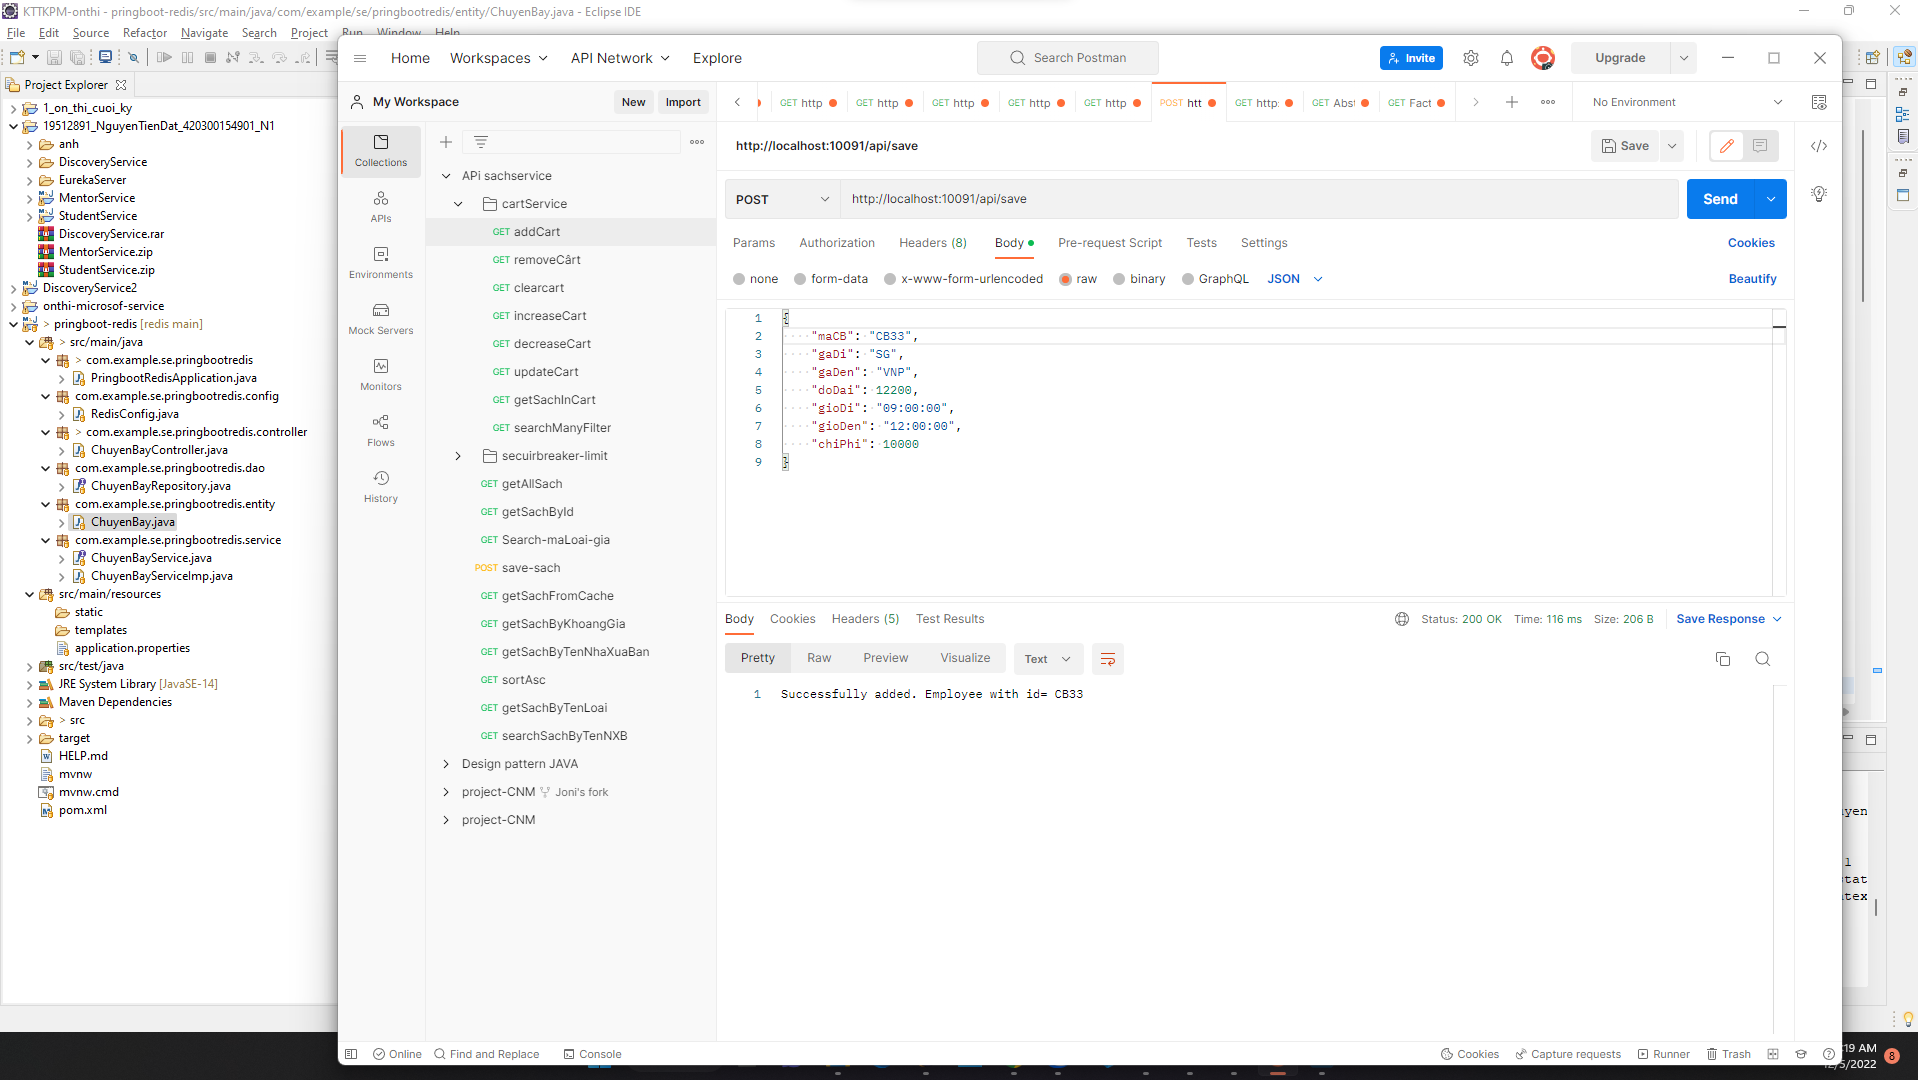 KTTKPM-onthi - pringboot-redis/src/main/java/com/example/se/pringbootredis/entity/ChuyenBay.java - Eclipse IDE
File Edit Source Refactor Navigate Search Project Run Window Help
Project Explorer
1_on_thi_cuoi_ky
19512891_NguyenTienDat_420300154901_N1
anh
DiscoveryService
EurekaServer
MentorService
StudentService
DiscoveryService.rar
MentorService.zip
StudentService.zip
DiscoveryService2
onthi-microsof-service
> pringboot-redis [redis main]
> src/main/java
> com.example.se.pringbootredis
PringbootRedisApplication.java
com.example.se.pringbootredis.config
RedisConfig.java
> com.example.se.pringbootredis.controller
ChuyenBayController.java
com.example.se.pringbootredis.dao
ChuyenBayRepository.java
com.example.se.pringbootredis.entity
ChuyenBay.java
com.example.se.pringbootredis.service
ChuyenBayService.java
ChuyenBayServiceImp.java
src/main/resources
static
templates
application.properties
src/test/java
JRE System Library [JavaSE-14]
Maven Dependencies
> src
target
HELP.md
mvnw
mvnw.cmd
pom.xml
Home Workspaces API Network Explore
Search Postman
Invite
Upgrade
My Workspace
New Import
Collections
APIs
Environments
Mock Servers
Monitors
Flows
History
APi sachservice
cartService
GET addCart
GET removeCart
GET clearcart
GET increaseCart
GET decreaseCart
GET updateCart
GET getSachInCart
GET searchManyFilter
secuirbreaker-limit
GET getAllSach
GET getSachById
GET Search-maLoai-gia
POST save-sach
GET getSachFromCache
GET getSachByKhoangGia
GET getSachByTenNhaXuaBan
GET sortAsc
GET getSachByTenLoai
GET searchSachByTenNXB
Design pattern JAVA
project-CNM Joni's fork
project-CNM
GET http GET http GET http GET http GET http POST htt GET http: GET Abst GET Fact
No Environment
http://localhost:10091/api/save
Save
POST http://localhost:10091/api/save
Send
Params Authorization Headers (8) Body Pre-request Script Tests Settings
Cookies
none form-data x-www-form-urlencoded raw binary GraphQL JSON
Beautify
1 {
2 "maCB": "CB33",
3 "gaDi": "SG",
4 "gaDen": "VNP",
5 "doDai": 12200,
6 "gioDi": "09:00:00",
7 "gioDen": "12:00:00",
8 "chiPhi": 10000
9 }
Body Cookies Headers (5) Test Results
Status: 200 OK Time: 116 ms Size: 206 B
Save Response
Pretty Raw Preview Visualize Text
1 Successfully added. Employee with id= CB33
Online Find and Replace Console
Cookies Capture requests Runner Trash
:19 AM
12/5/2022
8